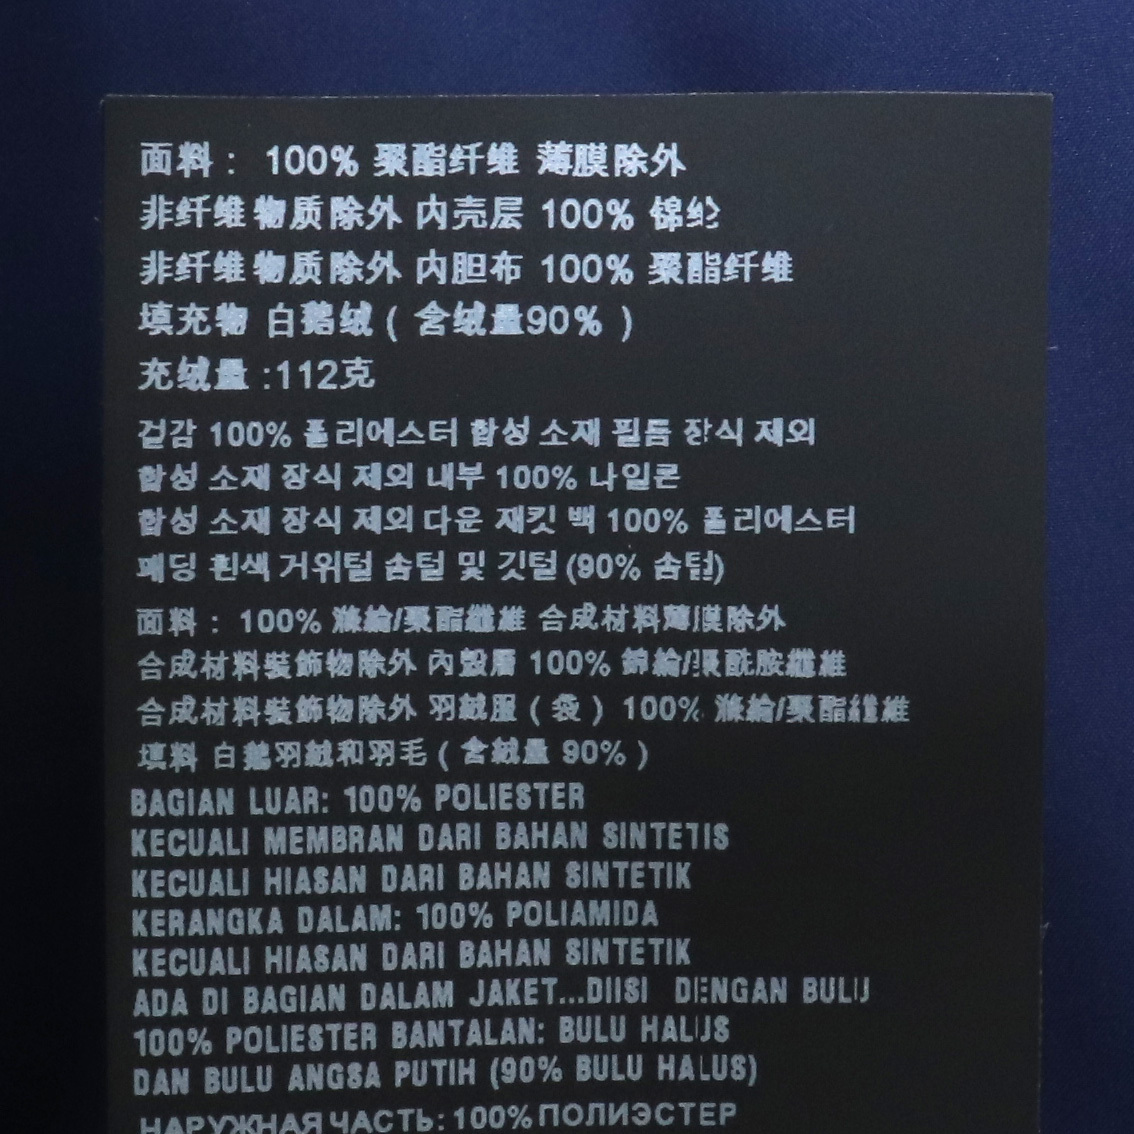 面料： 100% 聚酯纤维 薄膜除外
非纤维物质除外 内壳层 100% 锦纶
非纤维物质除外 内胆布 100% 聚酯纤维
填充物 白鹅绒 ( 含绒量90% )
充绒量 :112克
겉감 100% 폴리에스터 합성 소재 필름 장식 제외
합성 소재 장식 제외 내부 100% 나일론
합성 소재 장식 제외 다운 재킷 백 100% 폴리에스터
패딩 흰색 거위털 솜털 및 깃털 (90% 솜털)
面料： 100% 滌綸/聚酯纖維 合成材料薄膜除外
合成材料裝飾物除外 內殼層 100% 錦綸/聚酰胺纖維
合成材料裝飾物除外 羽絨服 ( 袋 ) 100% 滌綸/聚酯纖維
填料 白鵝羽絨和羽毛 ( 含絨量 90% )
BAGIAN LUAR: 100% POLIESTER
KECUALI MEMBRAN DARI BAHAN SINTETIS
KECUALI HIASAN DARI BAHAN SINTETIK
KERANGKA DALAM: 100% POLIAMIDA
KECUALI HIASAN DARI BAHAN SINTETIK
ADA DI BAGIAN DALAM JAKET...DIISI DENGAN BULU
100% POLIESTER BANTALAN: BULU HALUS
DAN BULU ANGSA PUTIH (90% BULU HALUS)
НАРУЖНАЯ ЧАСТЬ: 100% ПОЛИЭСТЕР